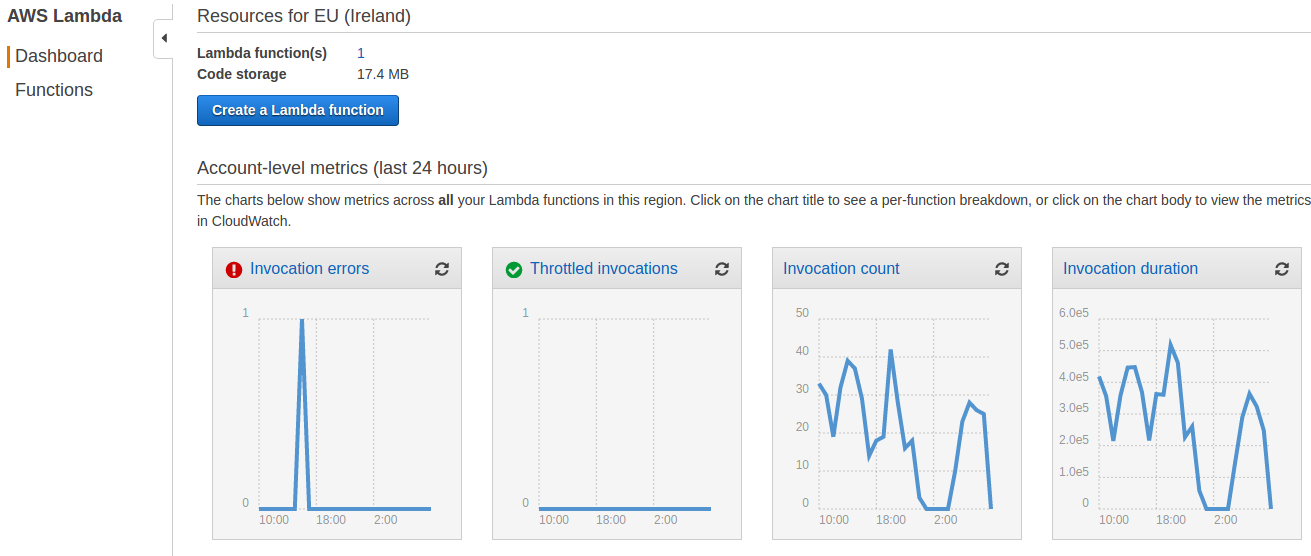 AWS Lambda
Dashboard
Functions
Resources for EU (Ireland)
Lambda function(s) 1
Code storage 17.4 MB
Create a Lambda function
Account-level metrics (last 24 hours)
The charts below show metrics across all your Lambda functions in this region. Click on the chart title to see a per-function breakdown, or click on the chart body to view the metrics
in CloudWatch.
Invocation errors
1
0
10:00 18:00 2:00
Throttled invocations
1
0
10:00 18:00 2:00
Invocation count
50
40
30
20
10
0
10:00 18:00 2:00
Invocation duration
6.0e5
5.0e5
4.0e5
3.0e5
2.0e5
1.0e5
0
10:00 18:00 2:00